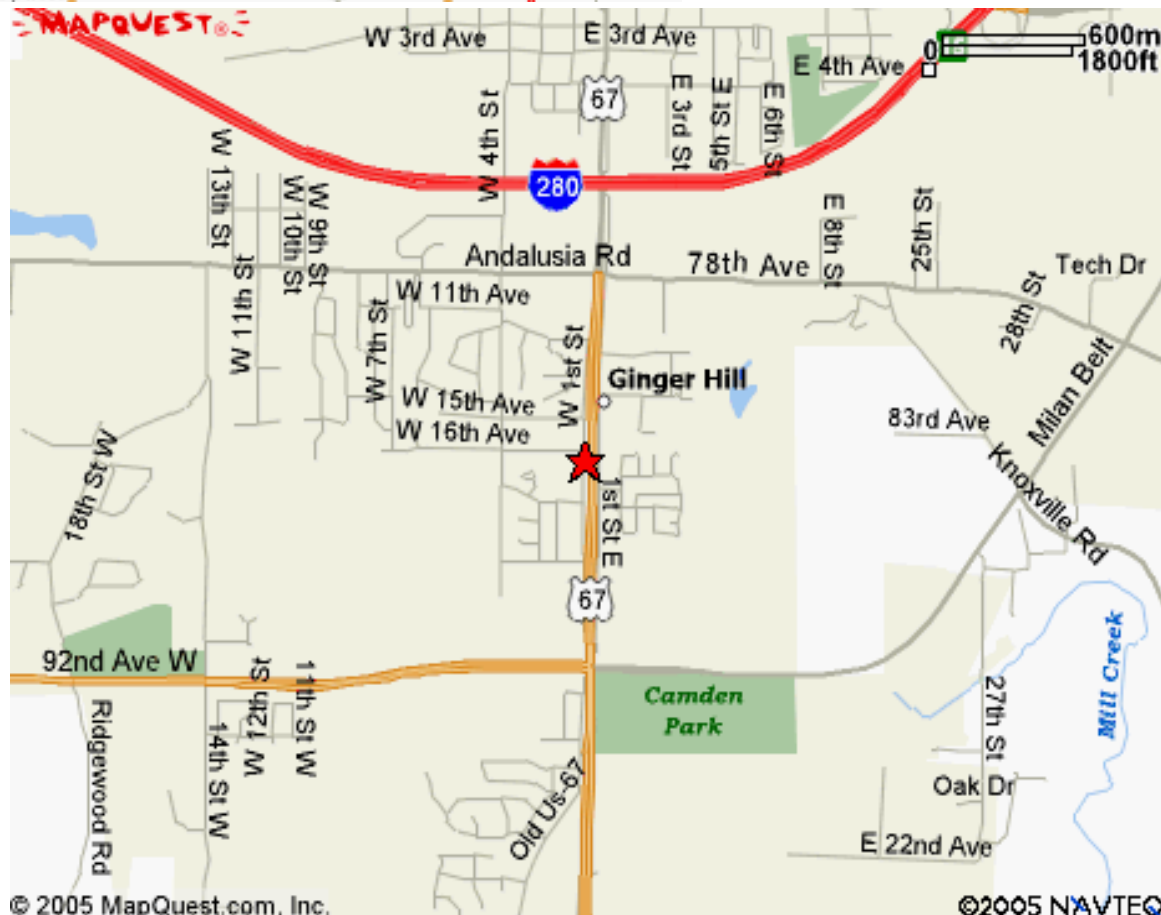 MAPQUEST®
W 3rd Ave
E 3rd Ave
600m
0
1800ft
E 4th Ave
67
W 4th St
E 3rd St
5th St E
E 6th St
280
W 13th St
W 10th St
W 9th St
E 8th St
25th St
Andalusia Rd
78th Ave
Tech Dr
W 11th St
W 11th Ave
28th St
W 7th St
W 1st St
Milan Belt
Ginger Hill
W 15th Ave
83rd Ave
W 16th Ave
18th St W
Knoxville Rd
1st St E
67
92nd Ave W
Mill Creek
Camden
Park
W 12th St
11th St W
27th St
Ridgewood Rd
14th St W
Old Us-67
Oak Dr
E 22nd Ave
© 2005 MapQuest.com, Inc.
©2005 NAVTEQ